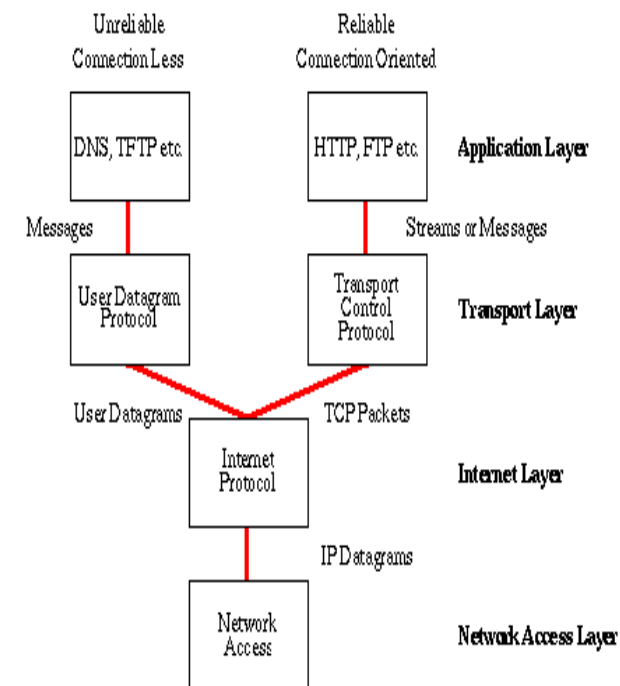 Unreliable
Connection Less
Reliable
Connection Oriented
DNS, TFTP etc.
HTTP, FTP etc.
Application Layer
Messages
Streams or Messages
User Datagram
Protocol
Transport
Control
Protocol
Transport Layer
User Datagrams
TCP Packets
Internet
Protocol
Internet Layer
IP Datagrams
Network
Access
Network Access Layer